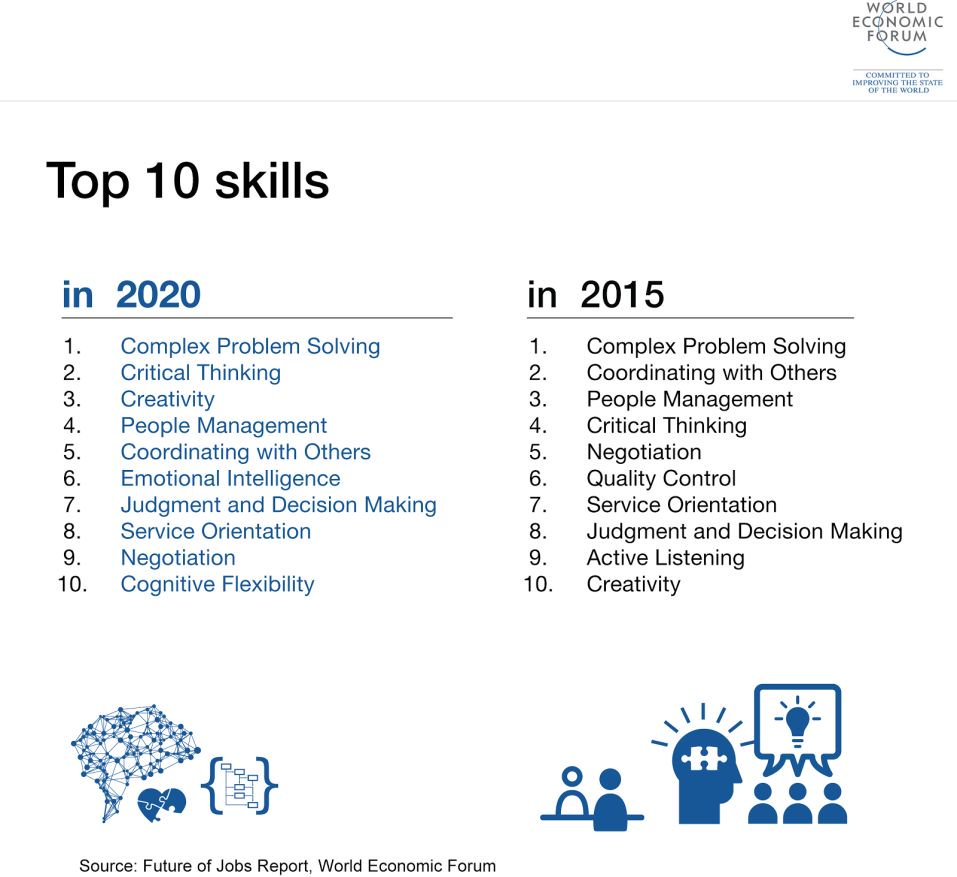 WORLD
ECONOMIC
FORUM
COMMITTED TO
IMPROVING THE STATE
OF THE WORLD
Top 10 skills
in 2020
1. Complex Problem Solving
2. Critical Thinking
3. Creativity
4. People Management
5. Coordinating with Others
6. Emotional Intelligence
7. Judgment and Decision Making
8. Service Orientation
9. Negotiation
10. Cognitive Flexibility
in 2015
1. Complex Problem Solving
2. Coordinating with Others
3. People Management
4. Critical Thinking
5. Negotiation
6. Quality Control
7. Service Orientation
8. Judgment and Decision Making
9. Active Listening
10. Creativity
Source: Future of Jobs Report, World Economic Forum